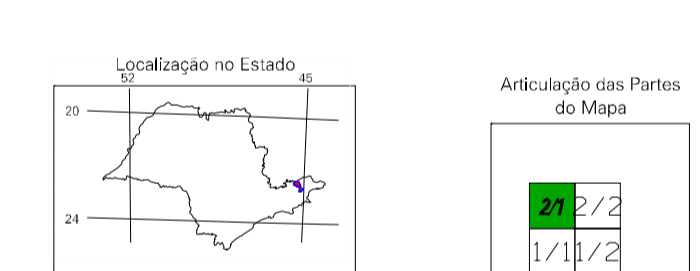 Localização no Estado
52 45
20
24
Articulação das Partes
do Mapa
2/1 2/2
1/1 1/2